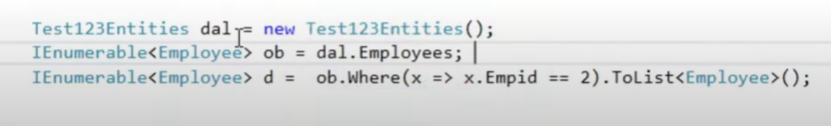 Test123Entities dal = new Test123Entities();
IEnumerable<Employee> ob = dal.Employees;
IEnumerable<Employee> d =  ob.Where(x => x.Empid == 2).ToList<Employee>();